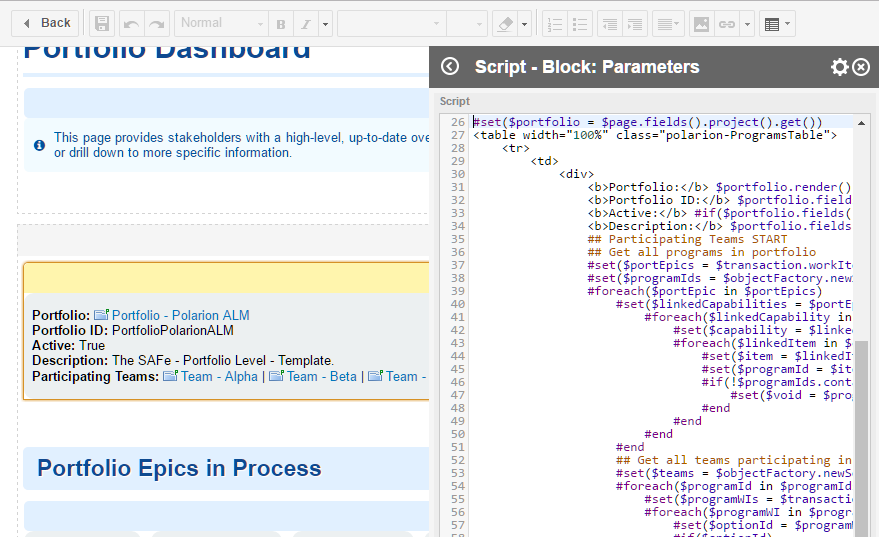 Back
Normal
B I
Portfolio Dashboard
This page provides stakeholders with a high-level, up-to-date ove
or drill down to more specific information.
Portfolio: Portfolio - Polarion ALM
Portfolio ID: PortfolioPolarionALM
Active: True
Description: The SAFe - Portfolio Level - Template.
Participating Teams: Team - Alpha | Team - Beta | Team -
Portfolio Epics in Process
Script - Block: Parameters
Script
26 #set($portfolio = $page.fields().project().get())
27 <table width="100%" class="polarion-ProgramsTable">
28 <tr>
29 <td>
30 <div>
31 <b>Portfolio:</b> $portfolio.render()
32 <b>Portfolio ID:</b> $portfolio.field
33 <b>Active:</b> #if($portfolio.fields(
34 <b>Description:</b> $portfolio.fields
35 ## Participating Teams START
36 ## Get all programs in portfolio
37 #set($portEpics = $transaction.workIt
38 #set($programIds = $objectFactory.new
39 #foreach($portEpic in $portEpics)
40 #set($linkedCapabilities = $portE
41 #foreach($linkedCapability in
42 #set($capability = $linke
43 #foreach($linkedItem in $
44 #set($item = $linkedI
45 #set($programId = $it
46 #if(!$programIds.cont
47 #set($void = $pro
48 #end
49 #end
50 #end
51 #end
52 ## Get all teams participating in
53 #set($teams = $objectFactory.newS
54 #foreach($programId in $programId
55 #set($programWIs = $transacti
56 #foreach($programWI in $progr
57 #set($optionId = $program
58 #if($optionId)